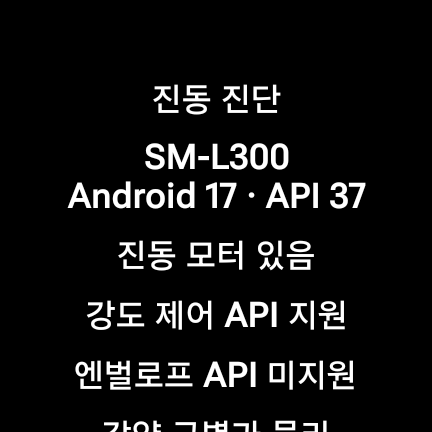 진동 진단
SM-L300
Android 17 · API 37
진동 모터 있음
강도 제어 API 지원
엔벌로프 API 미지원